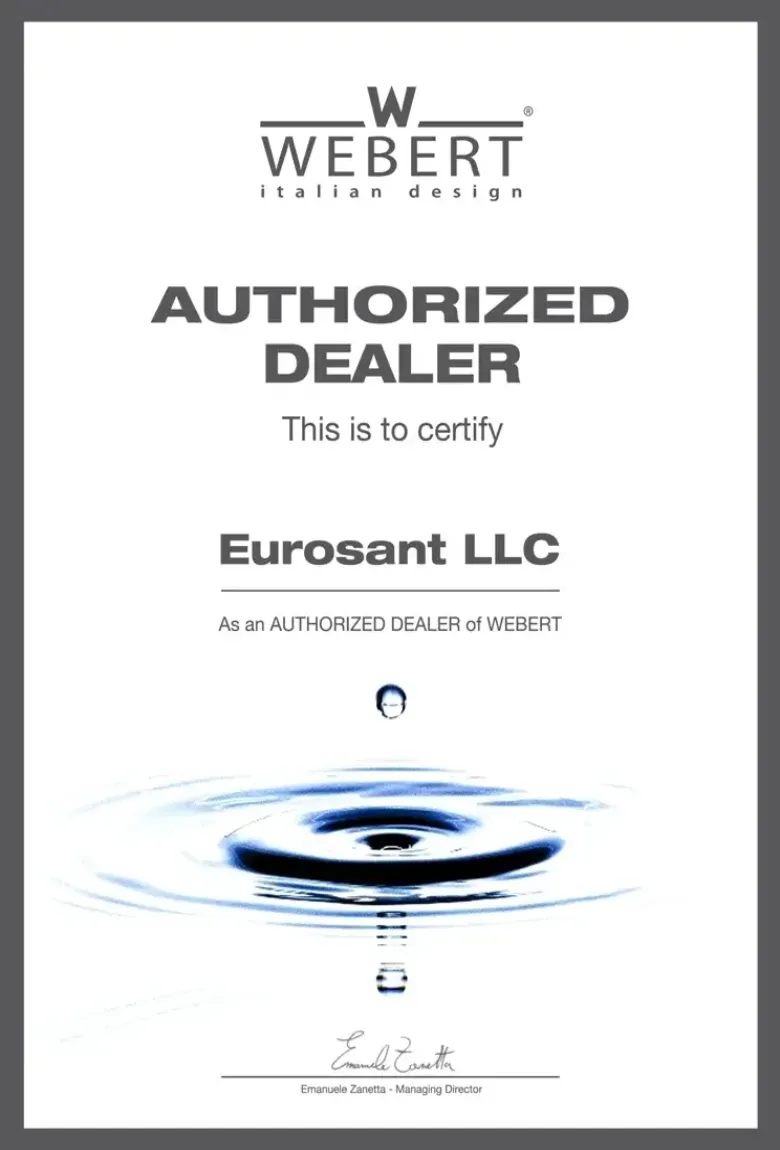 W
®
WEBERT
italian design
AUTHORIZED
DEALER
This is to certify
Eurosant LLC
As an AUTHORIZED DEALER of WEBERT
Emanuele Zanetta
Emanuele Zanetta - Managing Director